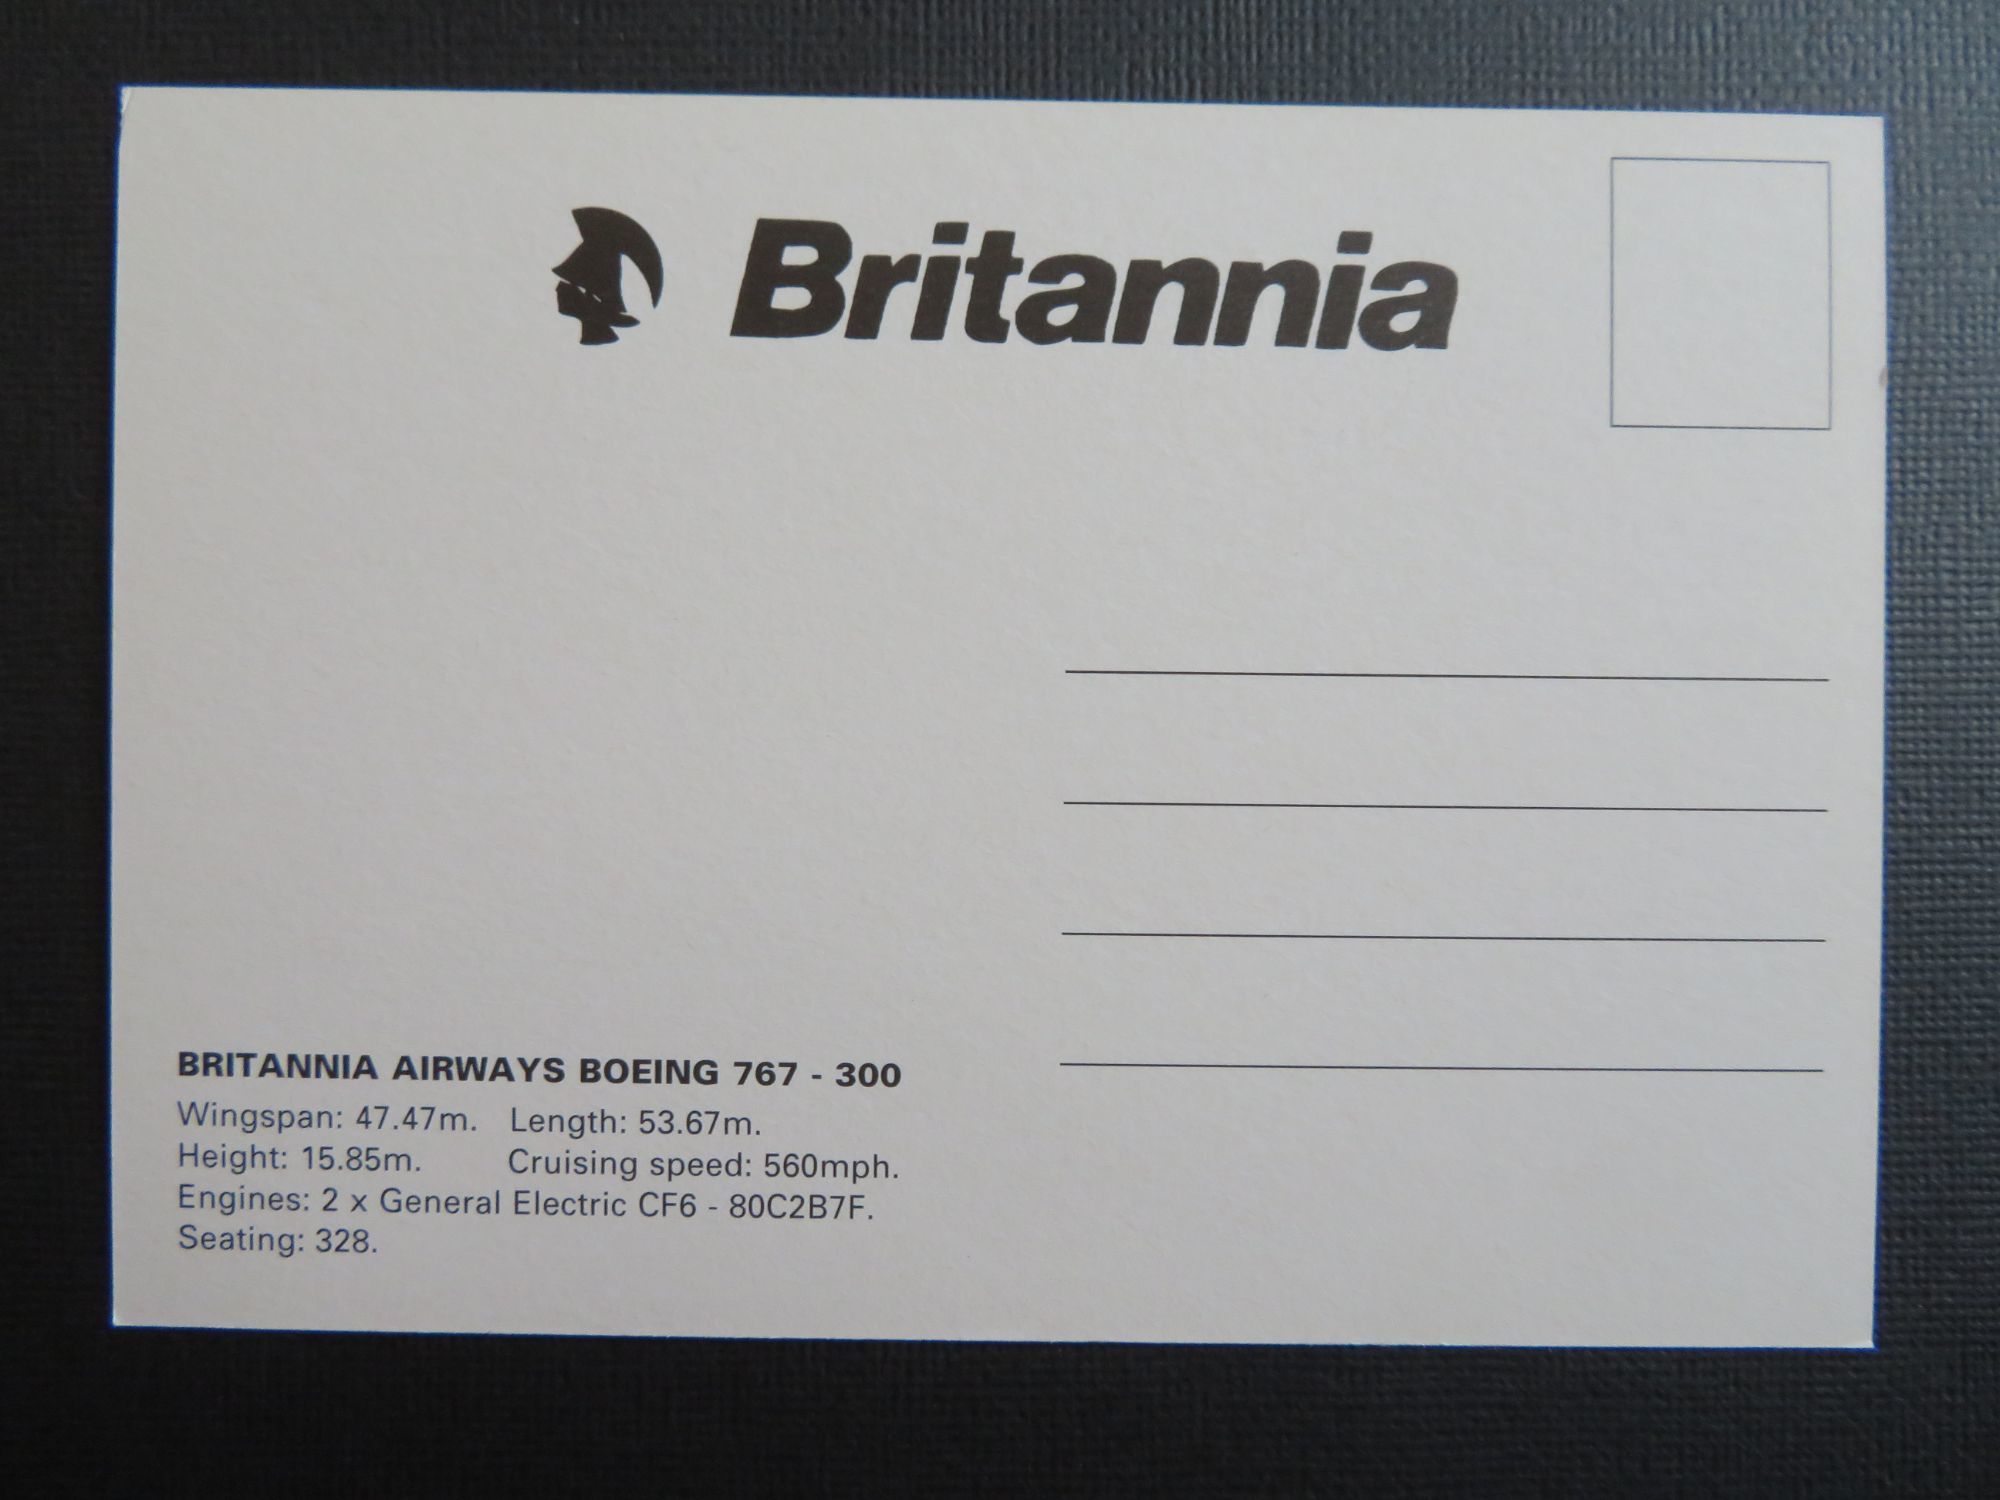 Britannia
BRITANNIA AIRWAYS BOEING 767 - 300
Wingspan: 47.47m. Length: 53.67m.
Height: 15.85m. Cruising speed: 560mph.
Engines: 2 x General Electric CF6 - 80C2B7F.
Seating: 328.